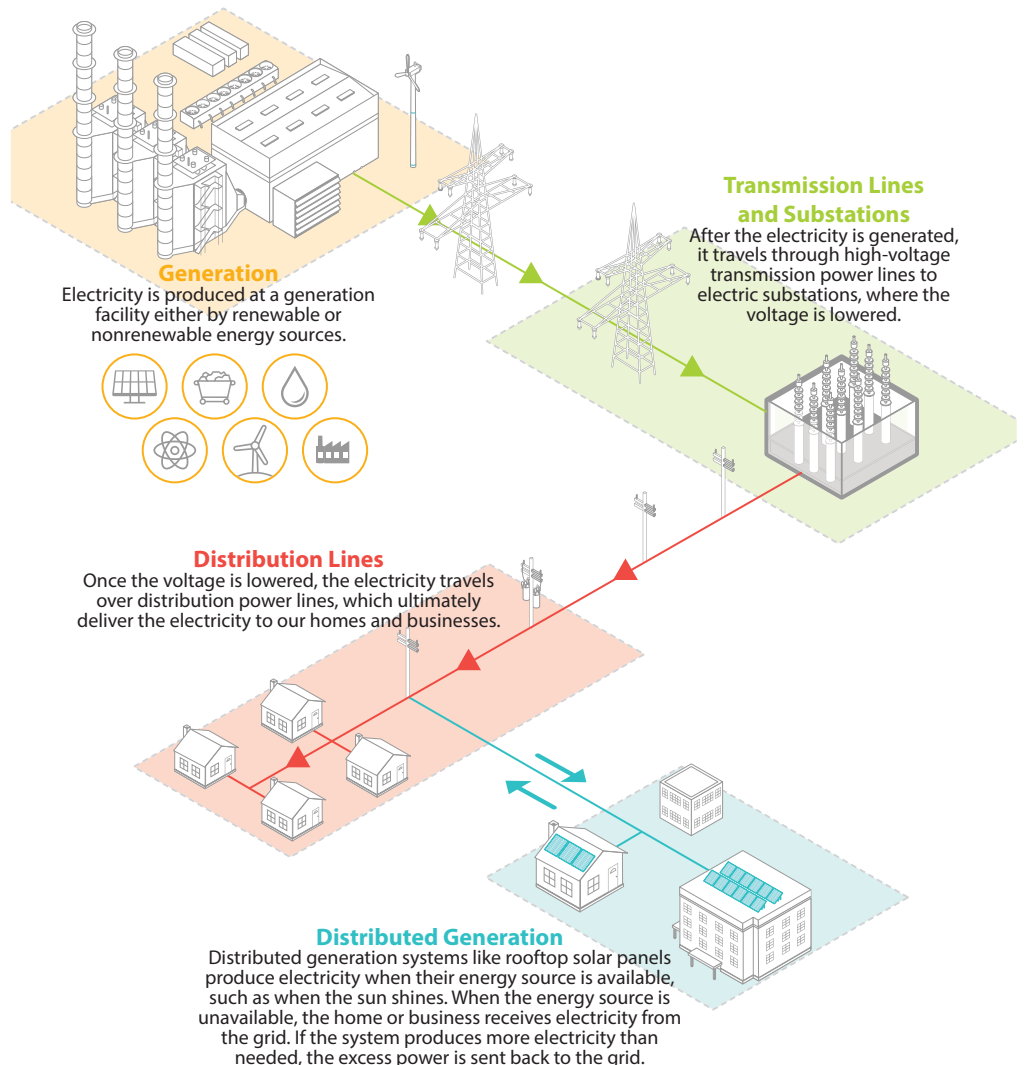 Transmission Lines
and Substations
After the electricity is generated,
it travels through high-voltage
transmission power lines to
electric substations, where the
voltage is lowered.
Generation
Electricity is produced at a generation
facility either by renewable or
nonrenewable energy sources.
Distribution Lines
Once the voltage is lowered, the electricity travels
over distribution power lines, which ultimately
deliver the electricity to our homes and businesses.
Distributed Generation
Distributed generation systems like rooftop solar panels
produce electricity when their energy source is available,
such as when the sun shines. When the energy source is
unavailable, the home or business receives electricity from
the grid. If the system produces more electricity than
needed, the excess power is sent back to the grid.